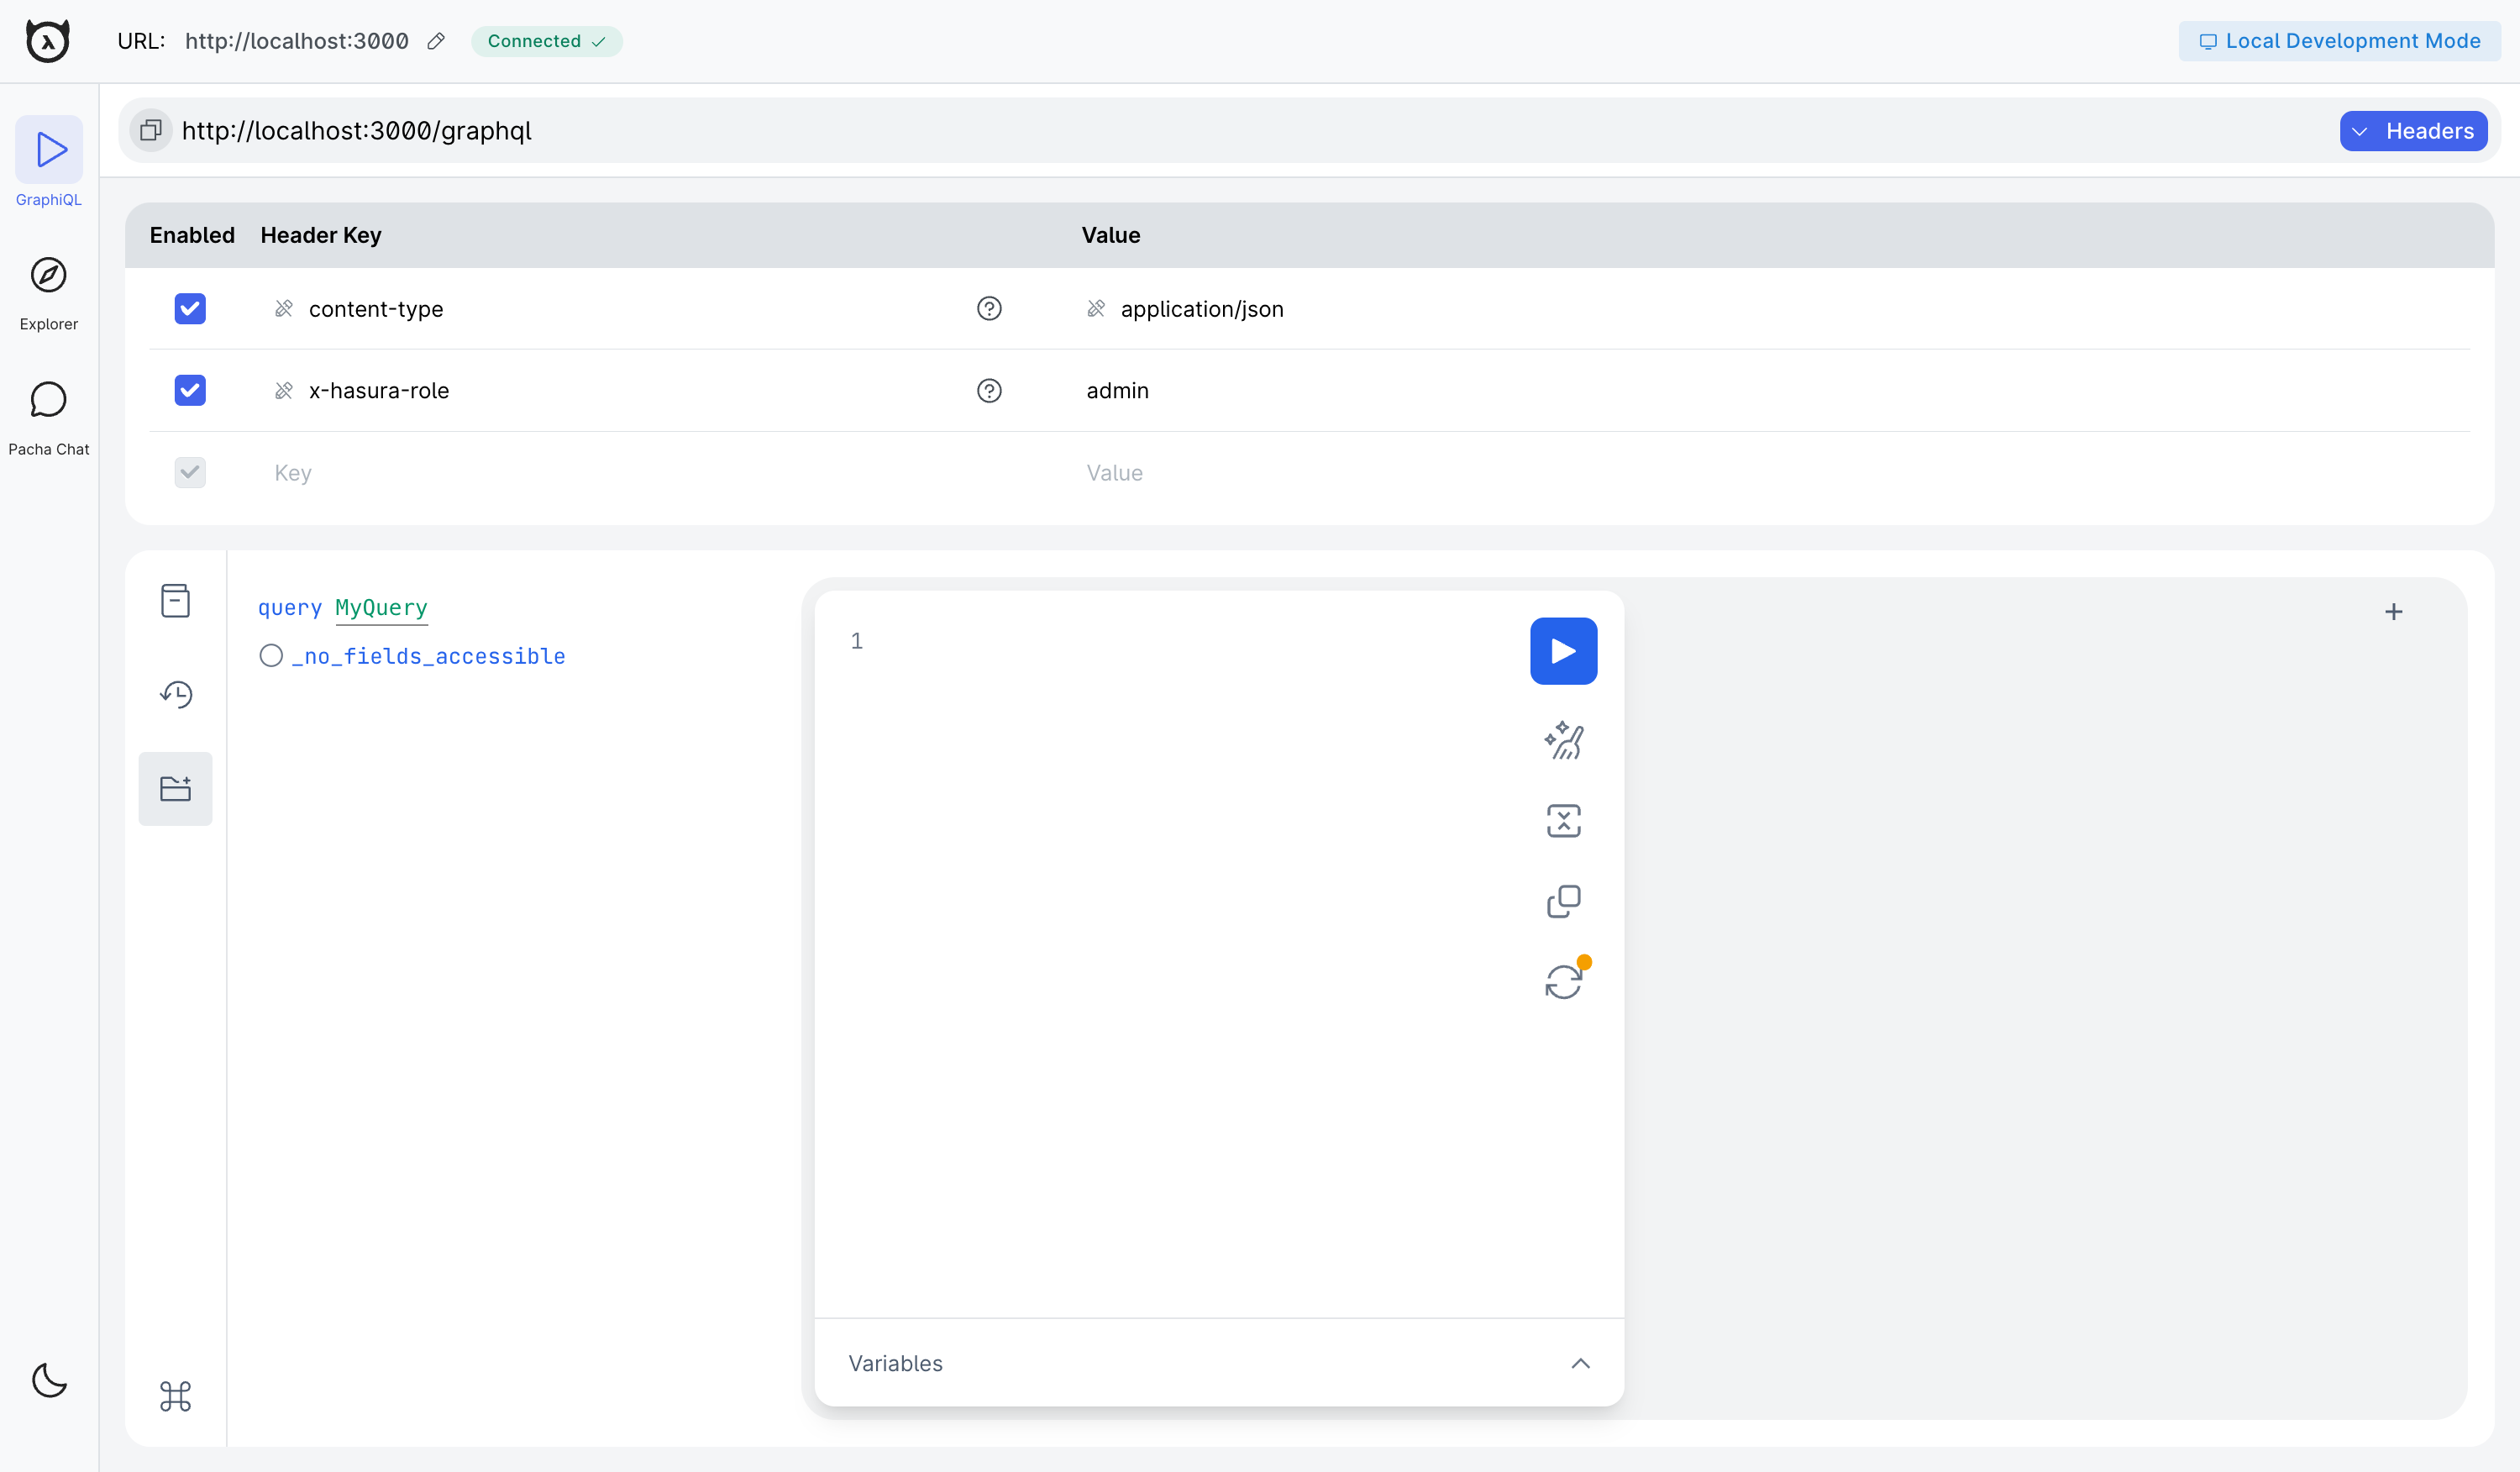 URL: http://localhost:3000 Connected Local Development Mode
http://localhost:3000/graphql Headers
GraphiQL
Explorer
Pacha Chat
Enabled Header Key Value
content-type application/json
x-hasura-role admin
Key Value
query MyQuery
_no_fields_accessible
1
Variables